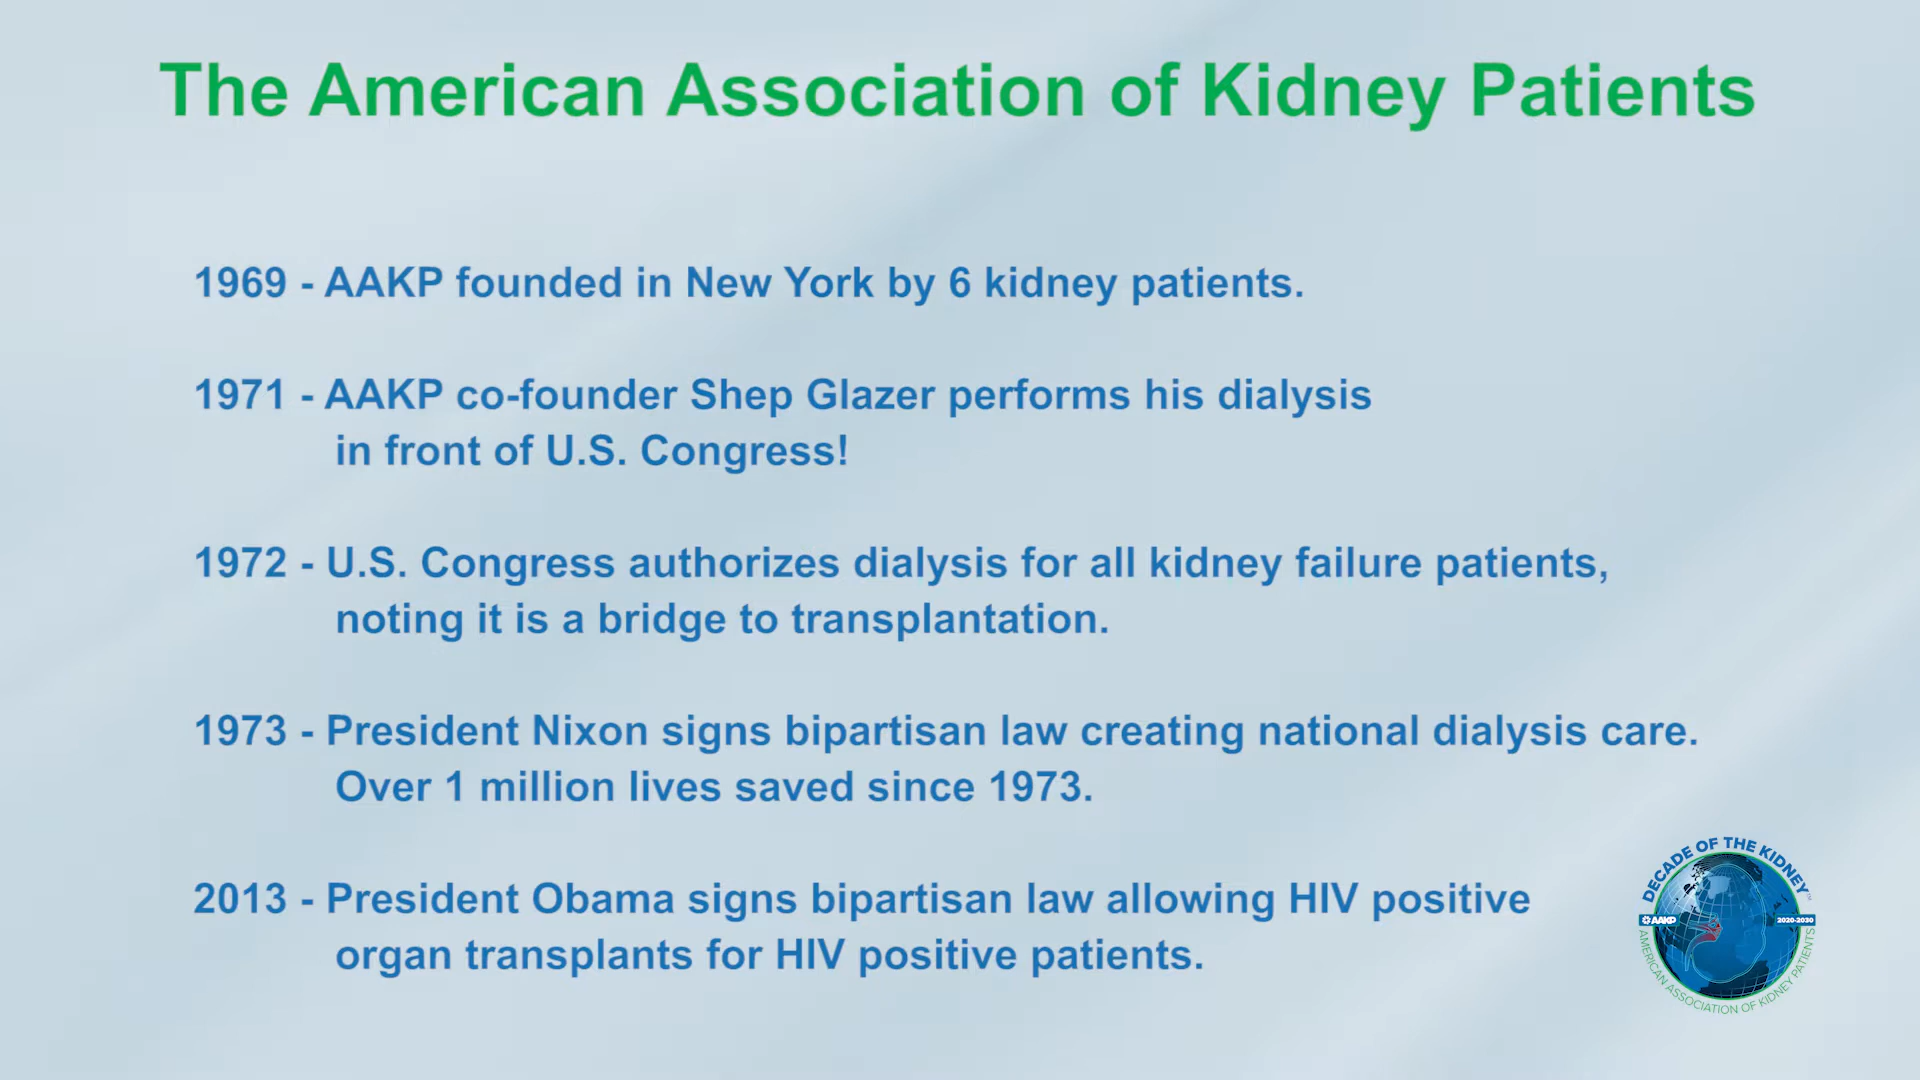 The American Association of Kidney Patients
1969 - AAKP founded in New York by 6 kidney patients.
1971 - AAKP co-founder Shep Glazer performs his dialysis
in front of U.S. Congress!
1972 - U.S. Congress authorizes dialysis for all kidney failure patients,
noting it is a bridge to transplantation.
1973 - President Nixon signs bipartisan law creating national dialysis care.
Over 1 million lives saved since 1973.
2013 - President Obama signs bipartisan law allowing HIV positive
organ transplants for HIV positive patients.
DECADE OF THE KIDNEY™
AAKP 2020-2030
AMERICAN ASSOCIATION OF KIDNEY PATIENTS